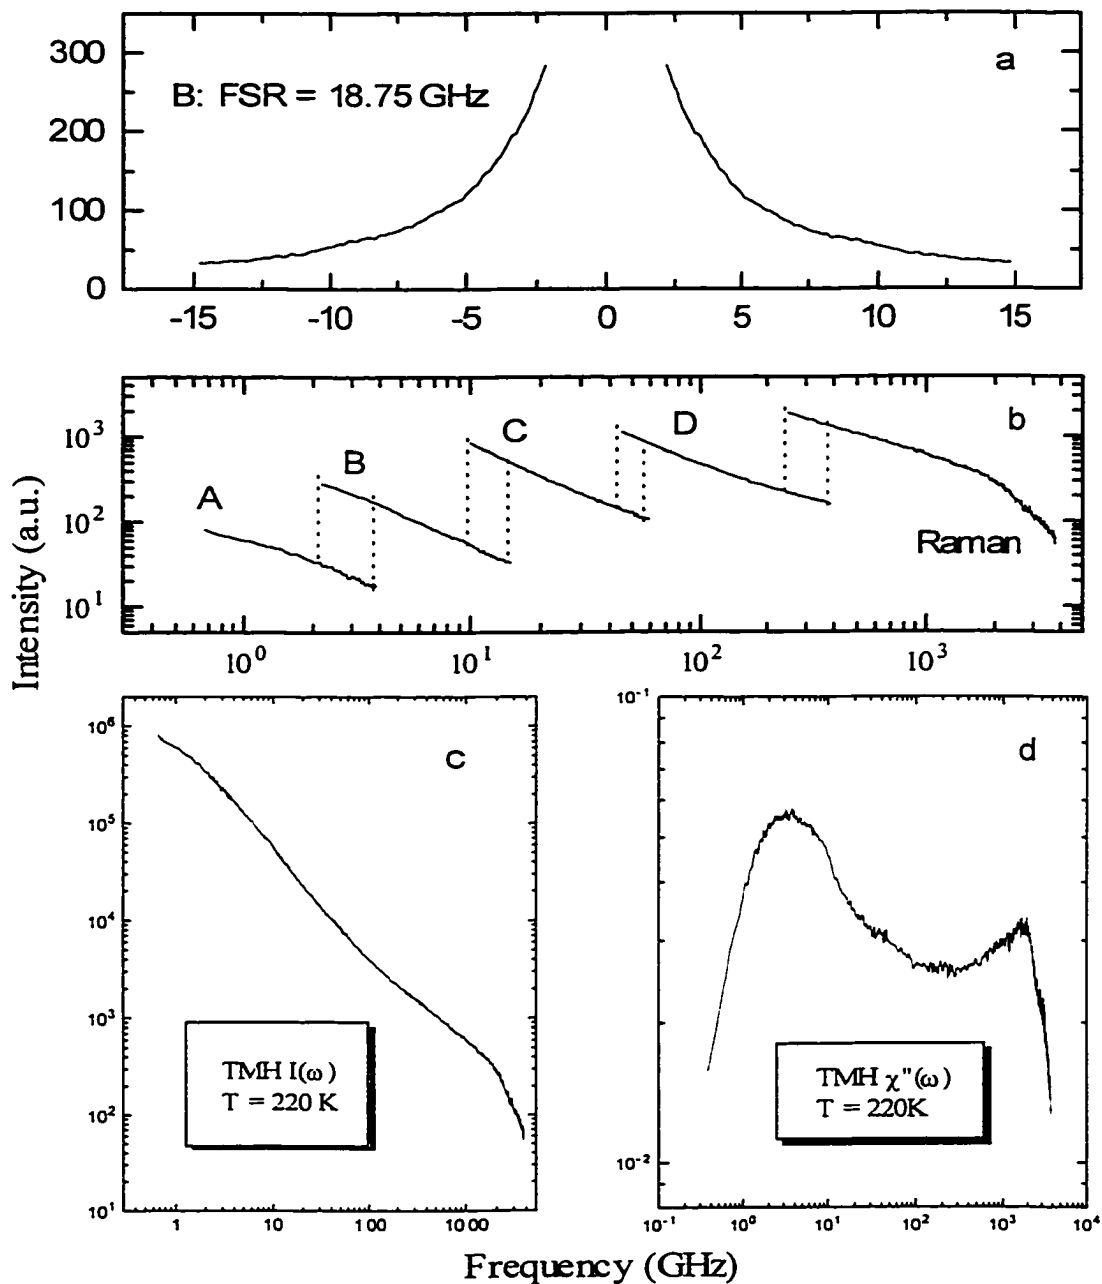 a
300
B: FSR = 18.75 GHz
200
100
0
-15 -10 -5 0 5 10 15
Intensity (a.u.)
b
10³
A B C D
10²
Raman
10¹
10⁰ 10¹ 10² 10³
c
10⁶
10⁵
10⁴
10³
TMH I(ω)
T = 220 K
10²
10¹
1 10 100 1000
d
10⁻¹
TMH χ"(ω)
T = 220K
10⁻²
10⁻¹ 10⁰ 10¹ 10² 10³ 10⁴
Frequency (GHz)